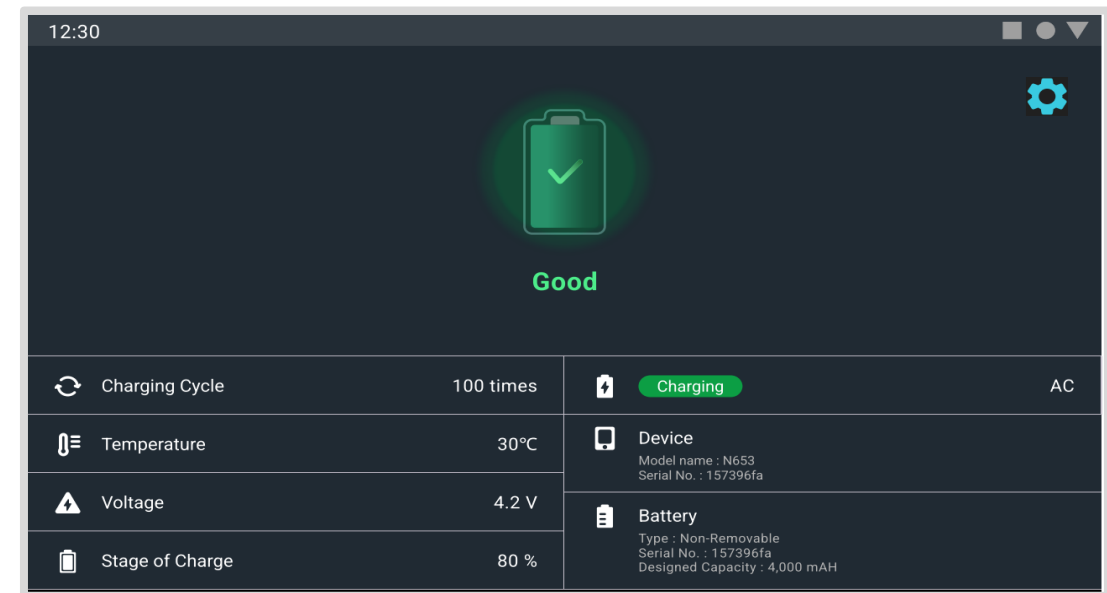 12:30
Good
Charging Cycle 100 times
Temperature 30℃
Voltage 4.2 V
Stage of Charge 80 %
Charging AC
Device
Model name : N653
Serial No. : 157396fa
Battery
Type : Non-Removable
Serial No. : 157396fa
Designed Capacity : 4,000 mAH